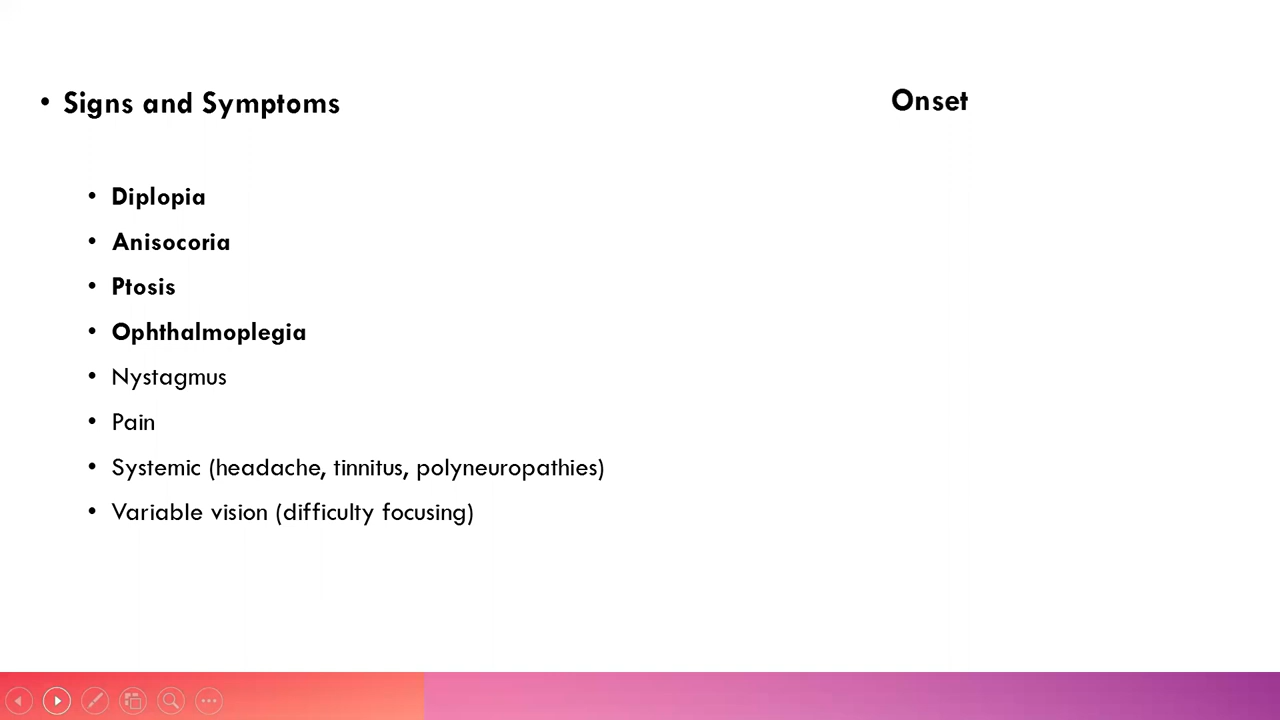 • Signs and Symptoms
Onset
• Diplopia
• Anisocoria
• Ptosis
• Ophthalmoplegia
• Nystagmus
• Pain
• Systemic (headache, tinnitus, polyneuropathies)
• Variable vision (difficulty focusing)